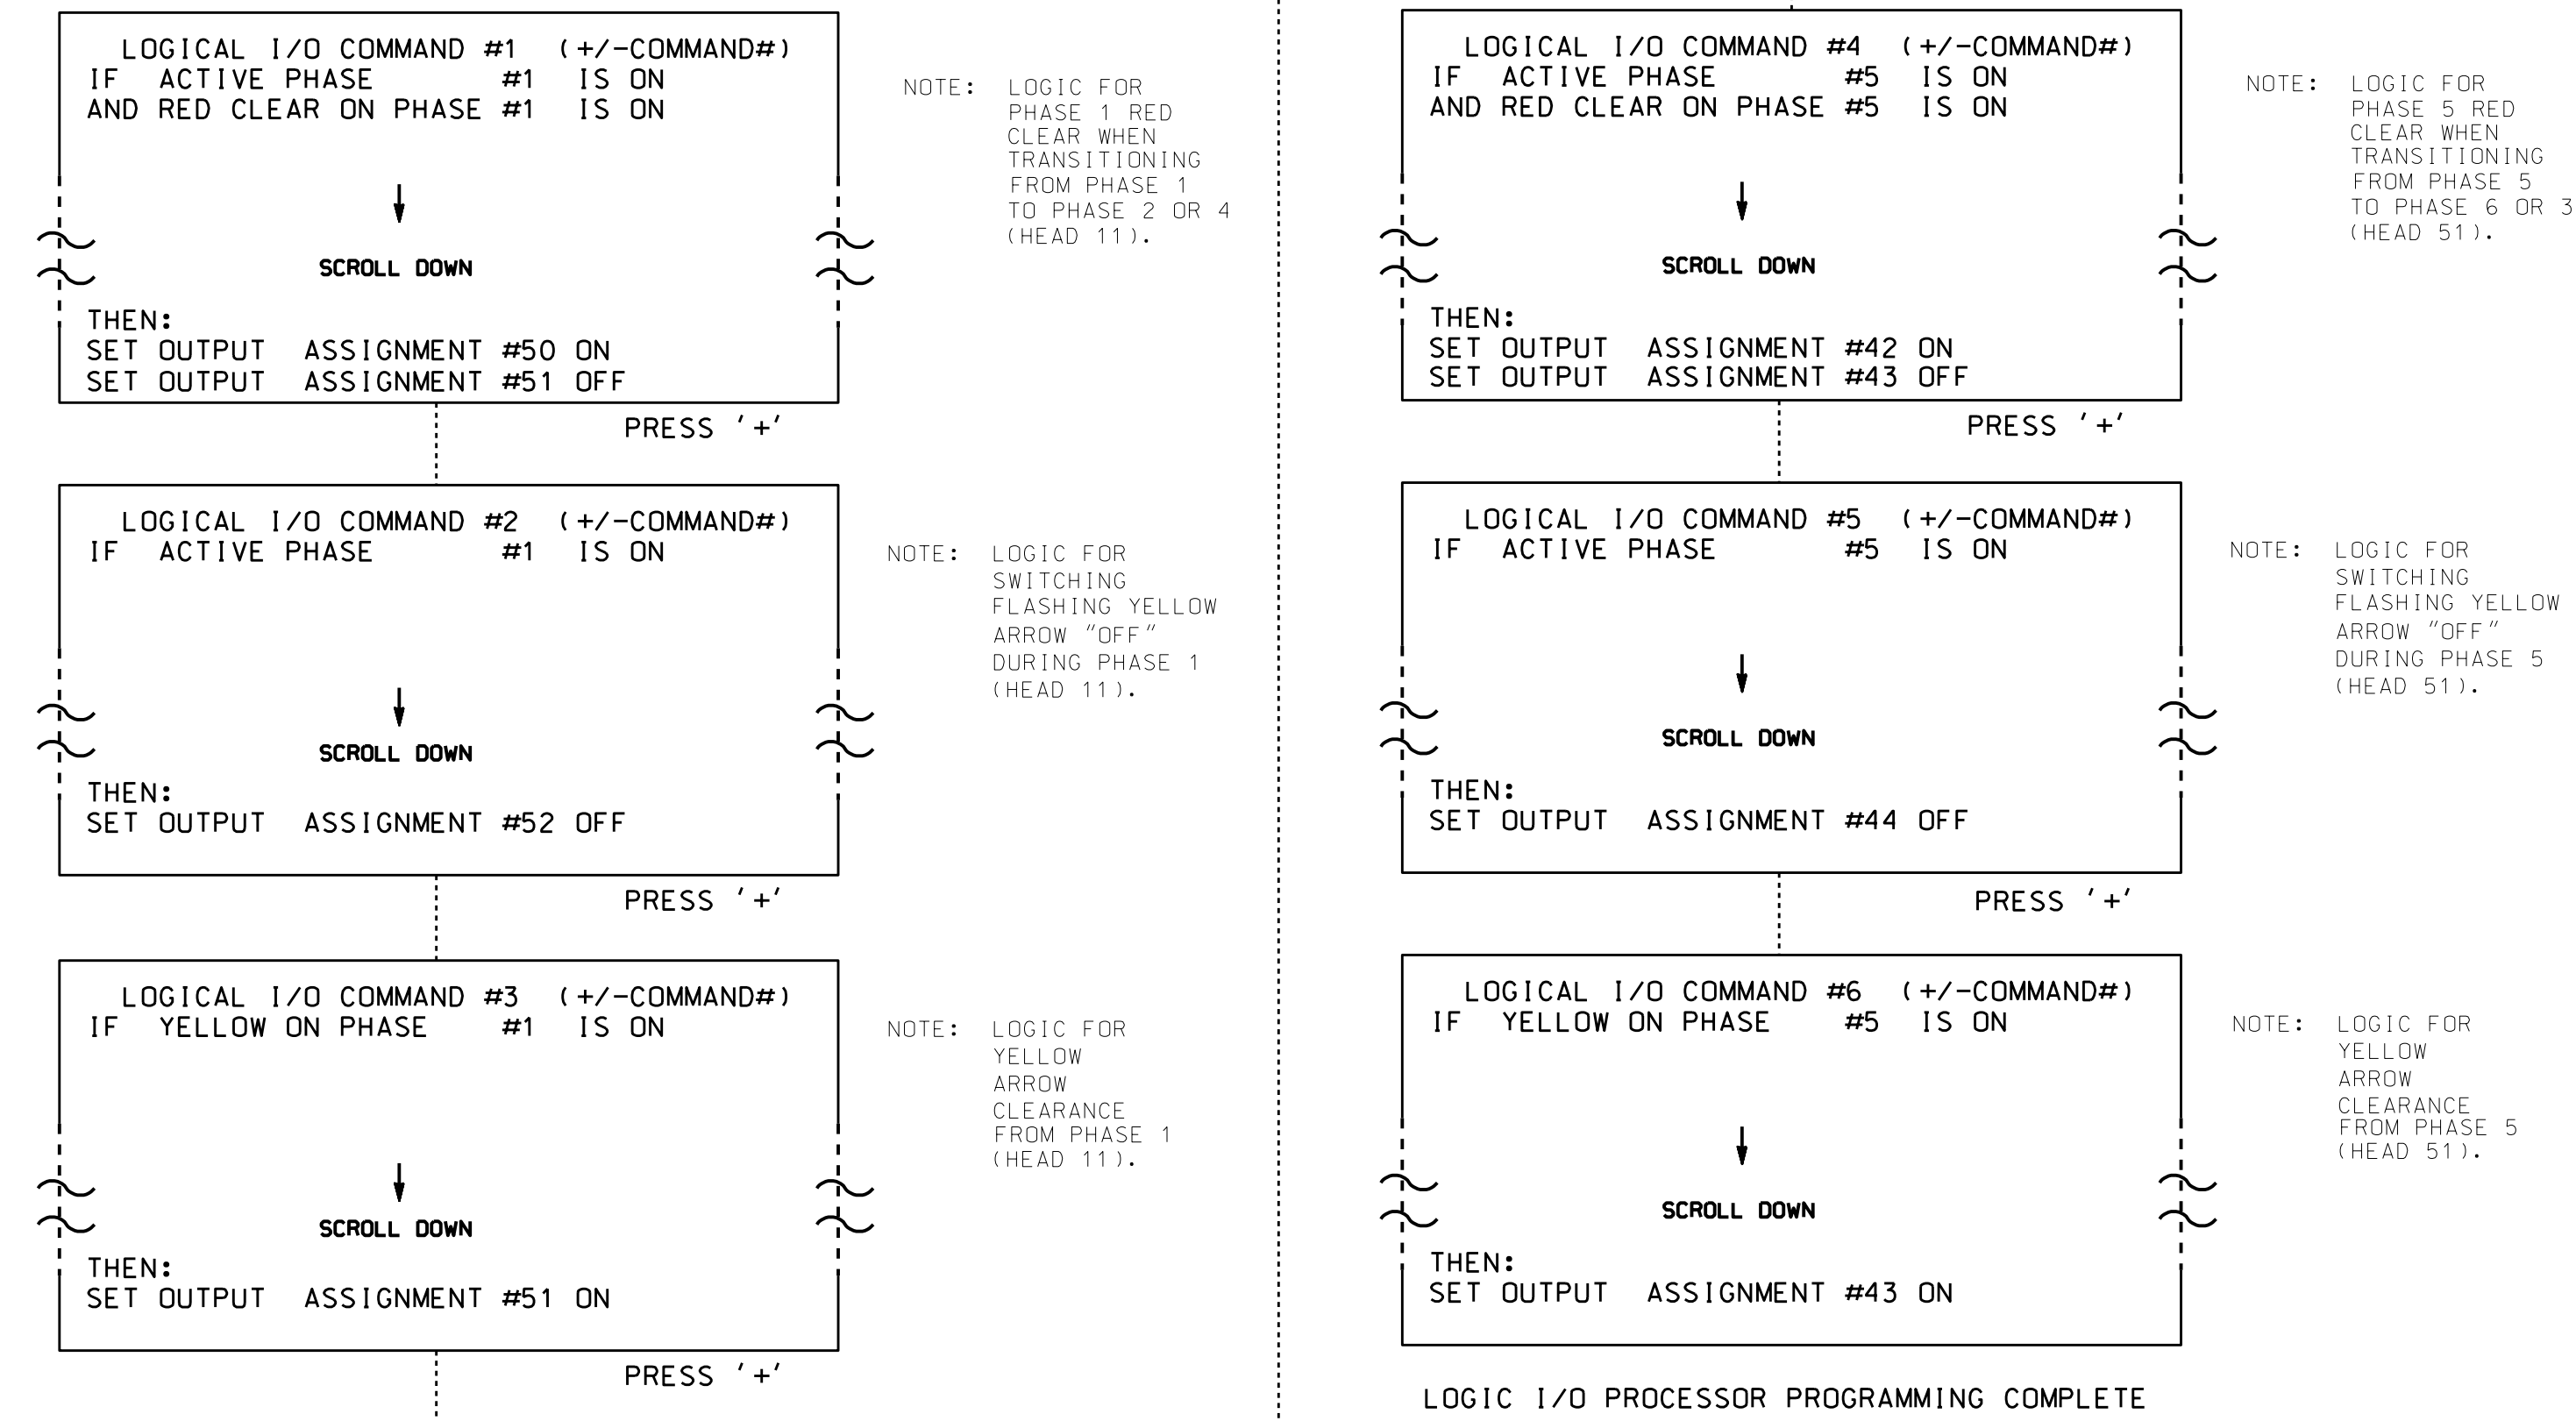 LOGICAL I/O COMMAND #1 (+/-COMMAND#)
IF ACTIVE PHASE #1 IS ON
AND RED CLEAR ON PHASE #1 IS ON
SCROLL DOWN
THEN:
SET OUTPUT ASSIGNMENT #50 ON
SET OUTPUT ASSIGNMENT #51 OFF
PRESS '+'
NOTE: LOGIC FOR
PHASE 1 RED
CLEAR WHEN
TRANSITIONING
FROM PHASE 1
TO PHASE 2 OR 4
(HEAD 11).
LOGICAL I/O COMMAND #2 (+/-COMMAND#)
IF ACTIVE PHASE #1 IS ON
SCROLL DOWN
THEN:
SET OUTPUT ASSIGNMENT #52 OFF
PRESS '+'
NOTE: LOGIC FOR
SWITCHING
FLASHING YELLOW
ARROW "OFF"
DURING PHASE 1
(HEAD 11).
LOGICAL I/O COMMAND #3 (+/-COMMAND#)
IF YELLOW ON PHASE #1 IS ON
SCROLL DOWN
THEN:
SET OUTPUT ASSIGNMENT #51 ON
PRESS '+'
NOTE: LOGIC FOR
YELLOW
ARROW
CLEARANCE
FROM PHASE 1
(HEAD 11).
LOGICAL I/O COMMAND #4 (+/-COMMAND#)
IF ACTIVE PHASE #5 IS ON
AND RED CLEAR ON PHASE #5 IS ON
SCROLL DOWN
THEN:
SET OUTPUT ASSIGNMENT #42 ON
SET OUTPUT ASSIGNMENT #43 OFF
PRESS '+'
NOTE: LOGIC FOR
PHASE 5 RED
CLEAR WHEN
TRANSITIONING
FROM PHASE 5
TO PHASE 6 OR 3
(HEAD 51).
LOGICAL I/O COMMAND #5 (+/-COMMAND#)
IF ACTIVE PHASE #5 IS ON
SCROLL DOWN
THEN:
SET OUTPUT ASSIGNMENT #44 OFF
PRESS '+'
NOTE: LOGIC FOR
SWITCHING
FLASHING YELLOW
ARROW "OFF"
DURING PHASE 5
(HEAD 51).
LOGICAL I/O COMMAND #6 (+/-COMMAND#)
IF YELLOW ON PHASE #5 IS ON
SCROLL DOWN
THEN:
SET OUTPUT ASSIGNMENT #43 ON
NOTE: LOGIC FOR
YELLOW
ARROW
CLEARANCE
FROM PHASE 5
(HEAD 51).
LOGIC I/O PROCESSOR PROGRAMMING COMPLETE